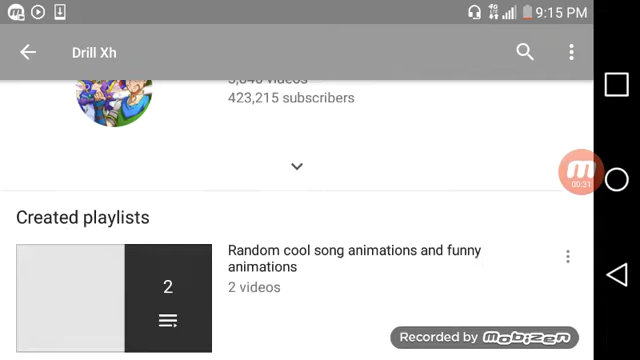 9:15 PM
Drill Xh
423,215 subscribers
00:31
Created playlists
2
Random cool song animations and funny
animations
2 videos
Recorded by mobizen